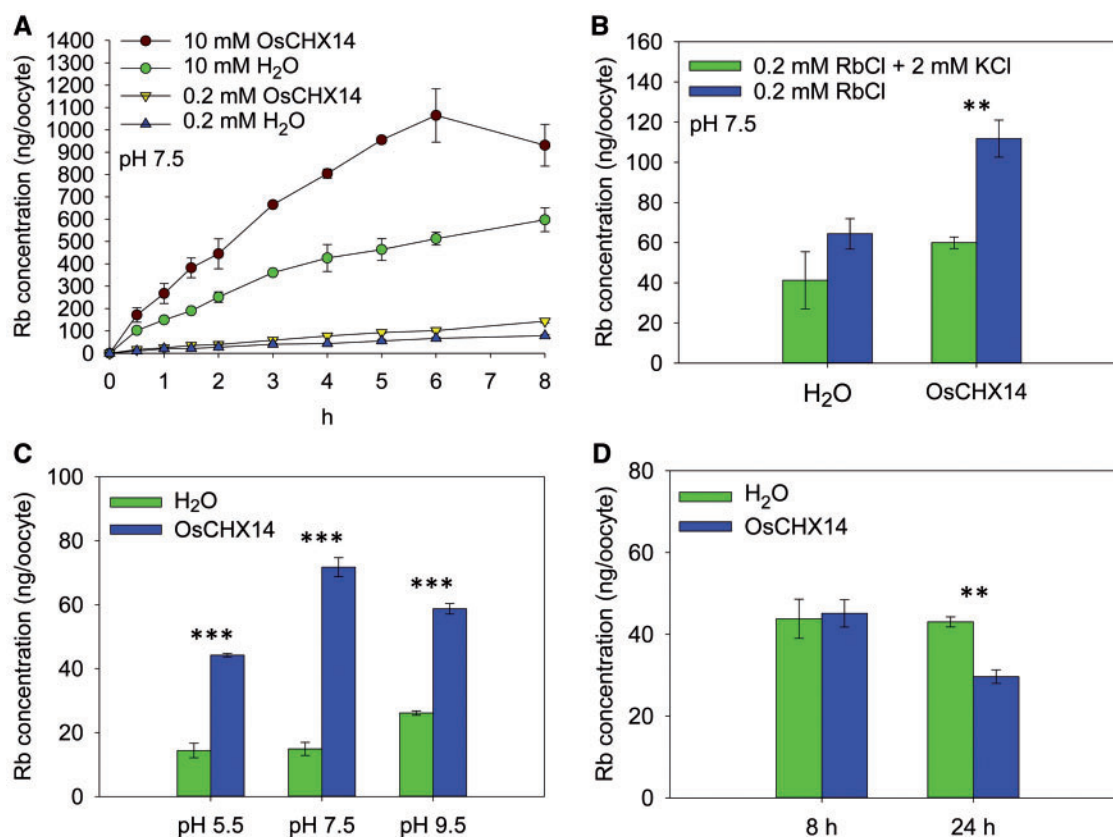 A
Rb concentration (ng/oocyte)
1400
1300
1200
1100
1000
900
800
700
600
500
400
300
200
100
0
10 mM OsCHX14
10 mM H2O
0.2 mM OsCHX14
0.2 mM H2O
pH 7.5
0 1 2 3 4 5 6 7 8
h
B
Rb concentration (ng/oocyte)
160
140
120
100
80
60
40
20
0
0.2 mM RbCl + 2 mM KCl
0.2 mM RbCl
pH 7.5
**
H2O OsCHX14
C
Rb concentration (ng/oocyte)
100
80
60
40
20
0
H2O
OsCHX14
***
***
***
pH 5.5 pH 7.5 pH 9.5
D
Rb concentration (ng/oocyte)
80
60
40
20
0
H2O
OsCHX14
**
8 h 24 h